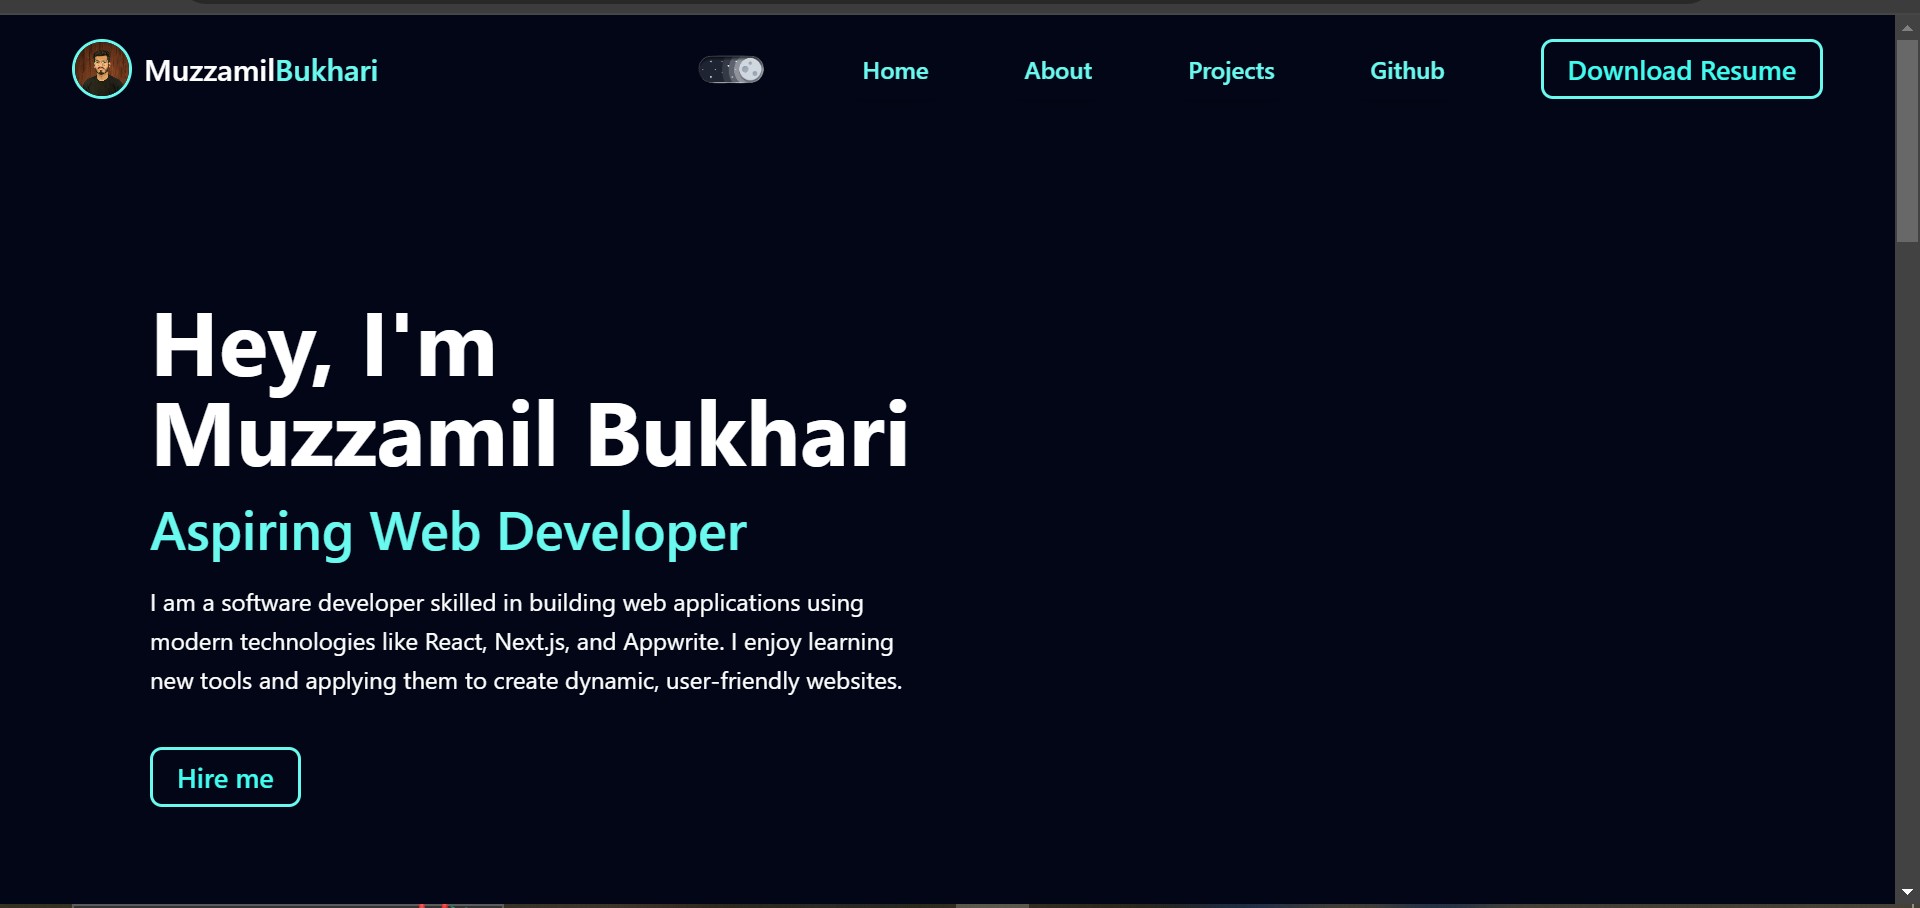 MuzzamilBukhari
Home
About
Projects
Github
Download Resume
Hey, I'm
Muzzamil Bukhari
Aspiring Web Developer
I am a software developer skilled in building web applications using
modern technologies like React, Next.js, and Appwrite. I enjoy learning
new tools and applying them to create dynamic, user-friendly websites.
Hire me